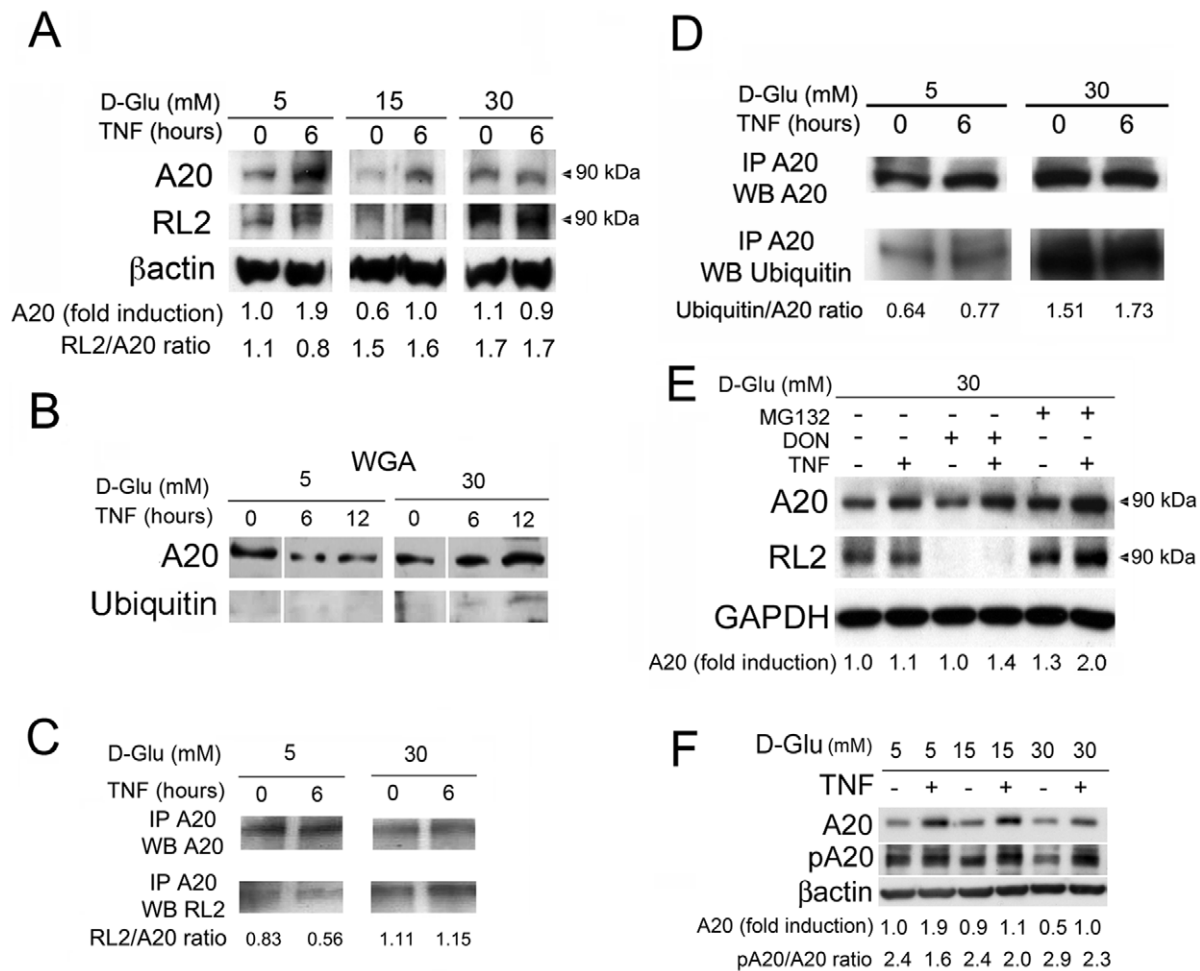 A
D-Glu (mM) 5 15 30
TNF (hours) 0 6 0 6 0 6
A20 90 kDa
RL2 90 kDa
βactin
A20 (fold induction) 1.0 1.9 0.6 1.0 1.1 0.9
RL2/A20 ratio 1.1 0.8 1.5 1.6 1.7 1.7
B
WGA
D-Glu (mM) 5 30
TNF (hours) 0 6 12 0 6 12
A20
Ubiquitin
C
D-Glu (mM) 5 30
TNF (hours) 0 6 0 6
IP A20
WB A20
IP A20
WB RL2
RL2/A20 ratio 0.83 0.56 1.11 1.15
D
D-Glu (mM) 5 30
TNF (hours) 0 6 0 6
IP A20
WB A20
IP A20
WB Ubiquitin
Ubiquitin/A20 ratio 0.64 0.77 1.51 1.73
E
D-Glu (mM) 30
MG132 - - - - + +
DON - - + + - -
TNF - + - + - +
A20 90 kDa
RL2 90 kDa
GAPDH
A20 (fold induction) 1.0 1.1 1.0 1.4 1.3 2.0
F
D-Glu (mM) 5 5 15 15 30 30
TNF - + - + - +
A20
pA20
βactin
A20 (fold induction) 1.0 1.9 0.9 1.1 0.5 1.0
pA20/A20 ratio 2.4 1.6 2.4 2.0 2.9 2.3